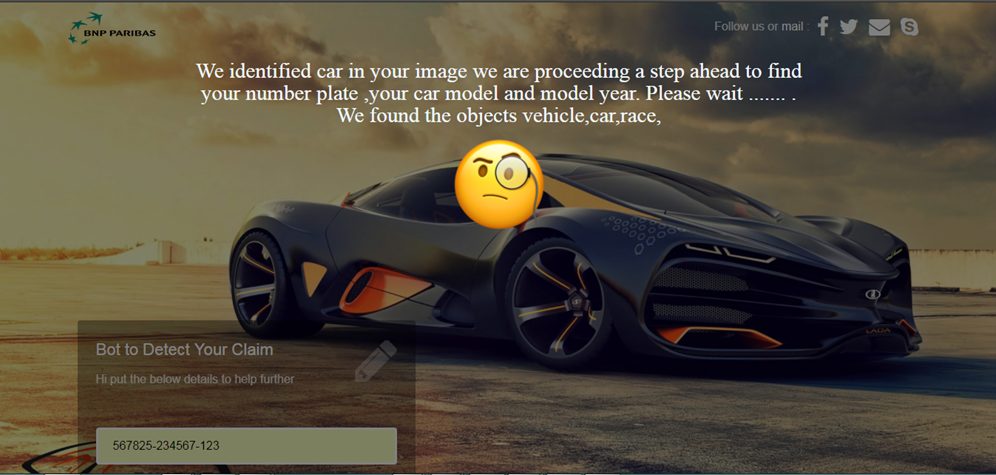 BNP PARIBAS
Follow us or mail :
We identified car in your image we are proceeding a step ahead to find
your number plate ,your car model and model year. Please wait ....... .
We found the objects vehicle,car,race,
LADA
Bot to Detect Your Claim
Hi put the below details to help further
567825-234567-123